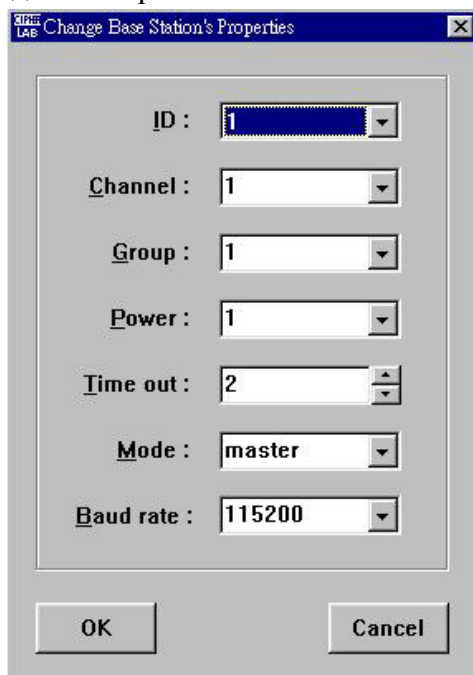 CIPHER LAB Change Base Station's Properties
ID : 1
Channel : 1
Group : 1
Power : 1
Time out : 2
Mode : master
Baud rate : 115200
OK Cancel